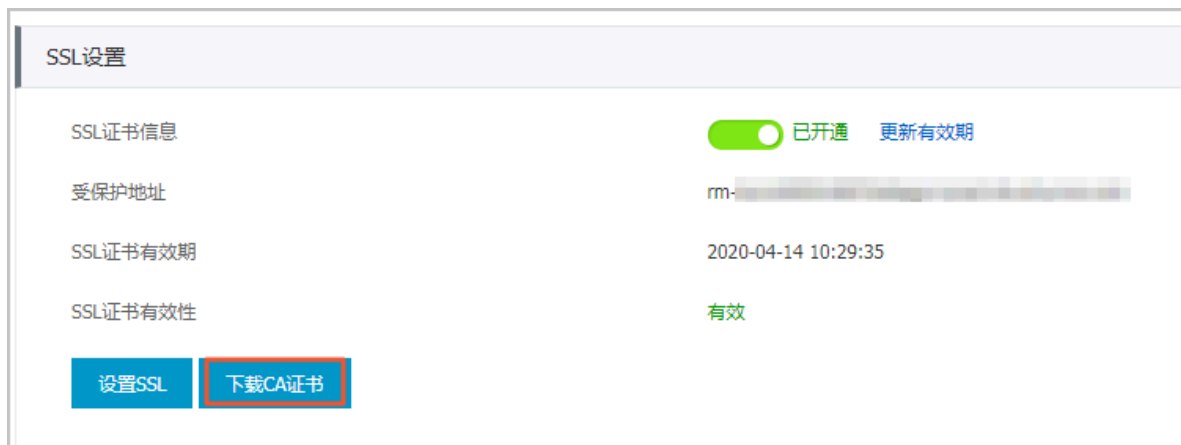 SSL设置
SSL证书信息 已开通 更新有效期
受保护地址 rm-
SSL证书有效期 2020-04-14 10:29:35
SSL证书有效性 有效
设置SSL 下载CA证书